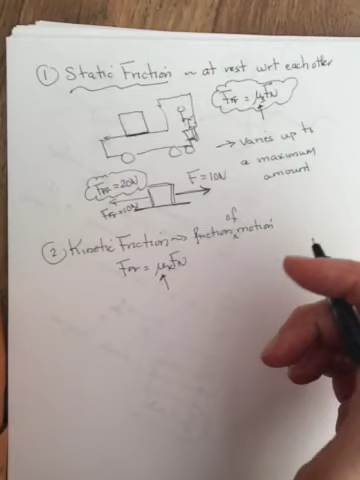 ① Static Friction ~ at rest wrt each other
Ffr = μsFN
→ varies up to
a maximum
amount
Ffr = 20N
F = 10N
Ffr = 10N
② Kinetic Friction ~> friction of motion
Ffr = μkFN